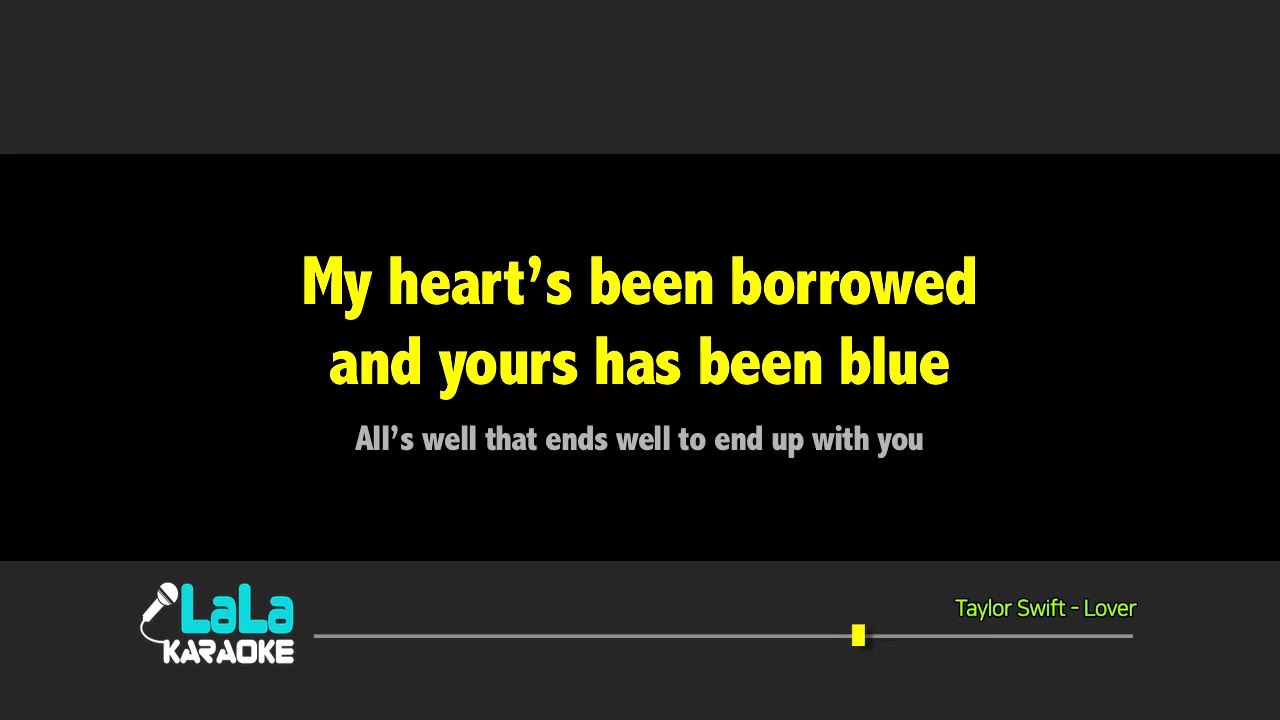 My heart’s been borrowed
and yours has been blue
All’s well that ends well to end up with you
Taylor Swift - Lover
LaLa
KARAOKE